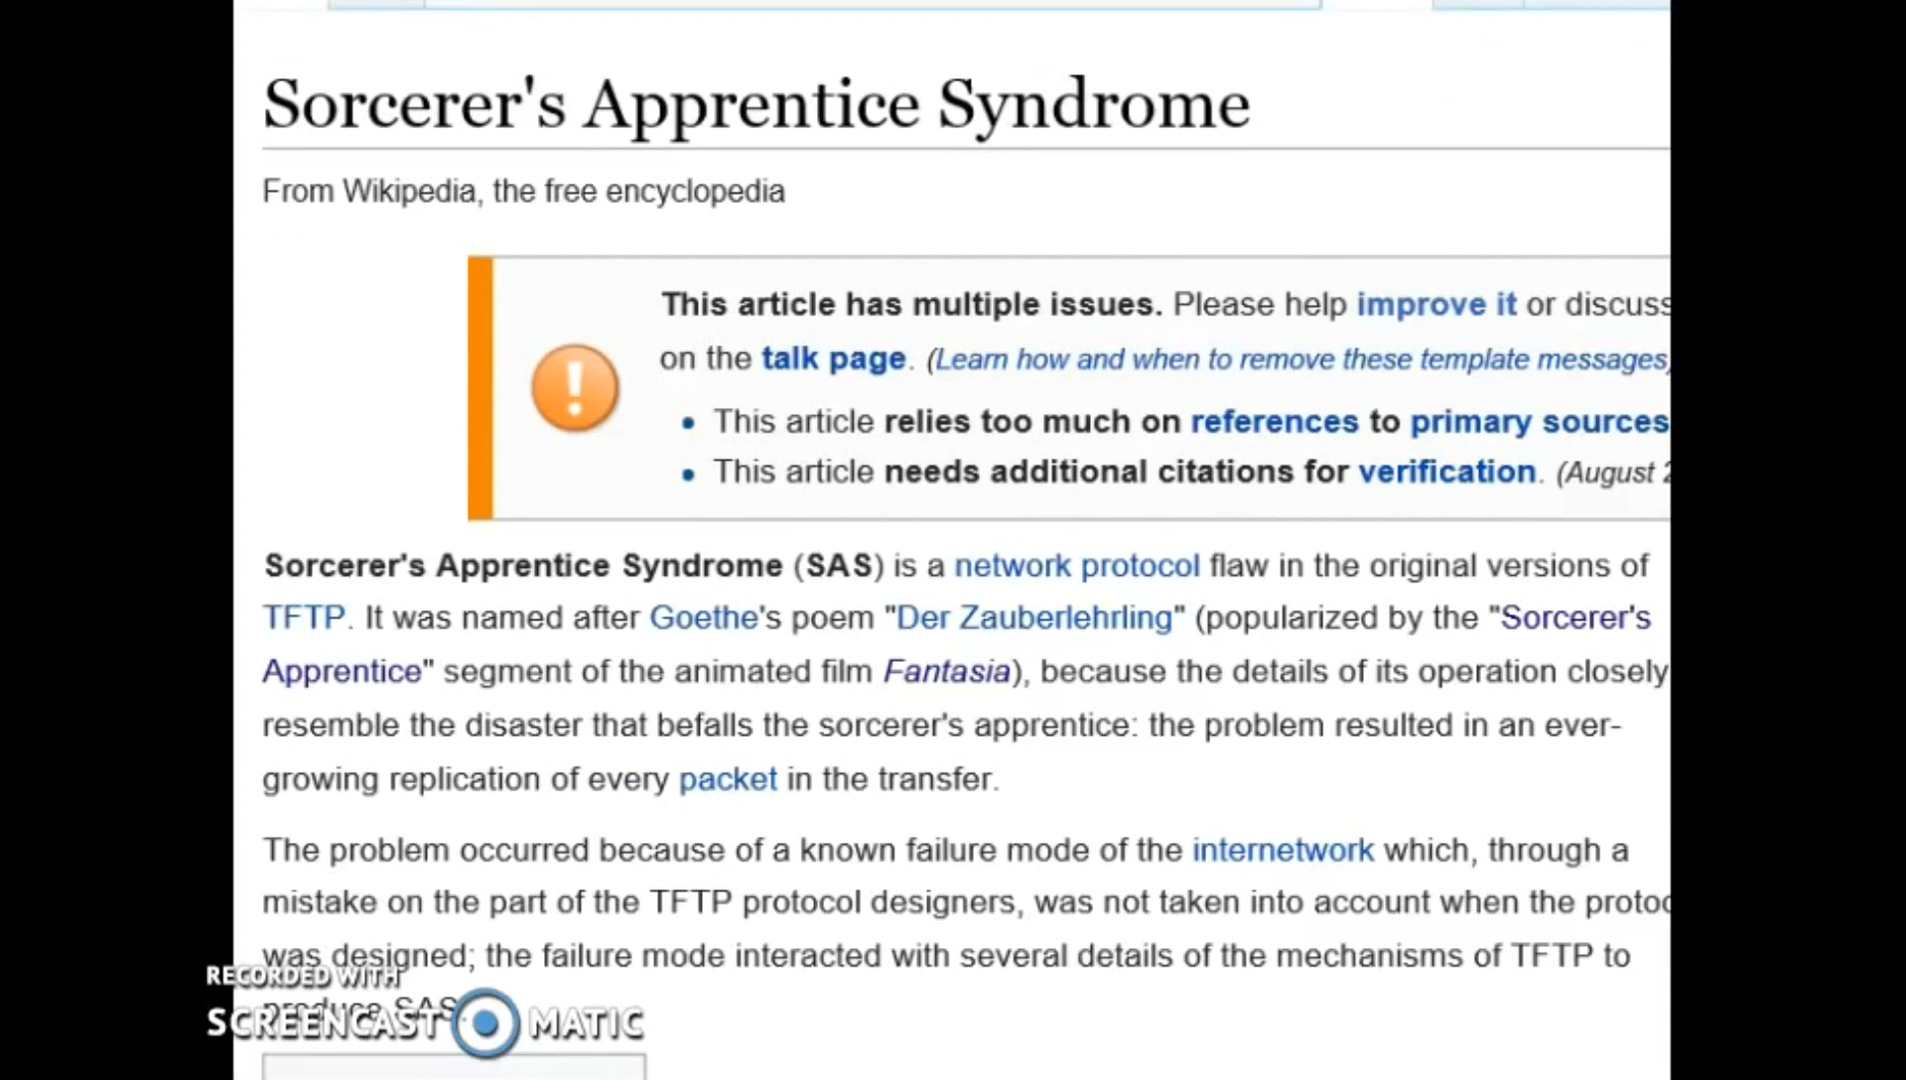 Sorcerer's Apprentice Syndrome
From Wikipedia, the free encyclopedia
This article has multiple issues. Please help improve it or discuss
on the talk page. (Learn how and when to remove these template messages)
• This article relies too much on references to primary sources
• This article needs additional citations for verification. (August
Sorcerer's Apprentice Syndrome (SAS) is a network protocol flaw in the original versions of
TFTP. It was named after Goethe's poem "Der Zauberlehrling" (popularized by the "Sorcerer's
Apprentice" segment of the animated film Fantasia), because the details of its operation closely
resemble the disaster that befalls the sorcerer's apprentice: the problem resulted in an ever-
growing replication of every packet in the transfer.
The problem occurred because of a known failure mode of the internetwork which, through a
mistake on the part of the TFTP protocol designers, was not taken into account when the protoc
was designed; the failure mode interacted with several details of the mechanisms of TFTP to
produce SAS.
RECORDED WITH
SCREENCAST MATIC